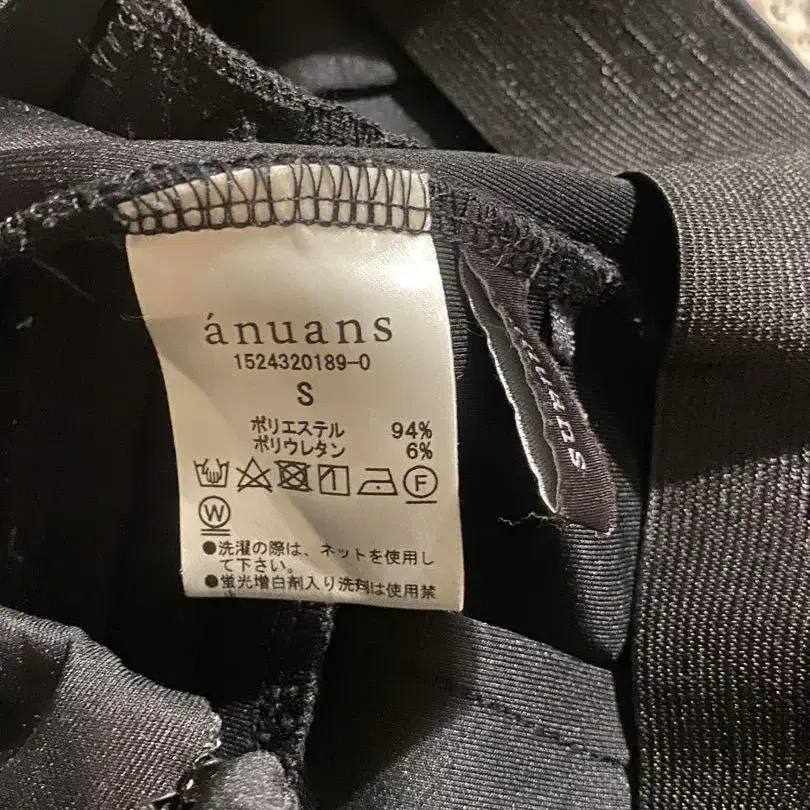 ánuans
1524320189-0
S
ポリエステル 94%
ポリウレタン 6%
F
W
●洗濯の際は、ネットを使用し
て下さい。
●蛍光増白剤入り洗剤は使用禁
anuans